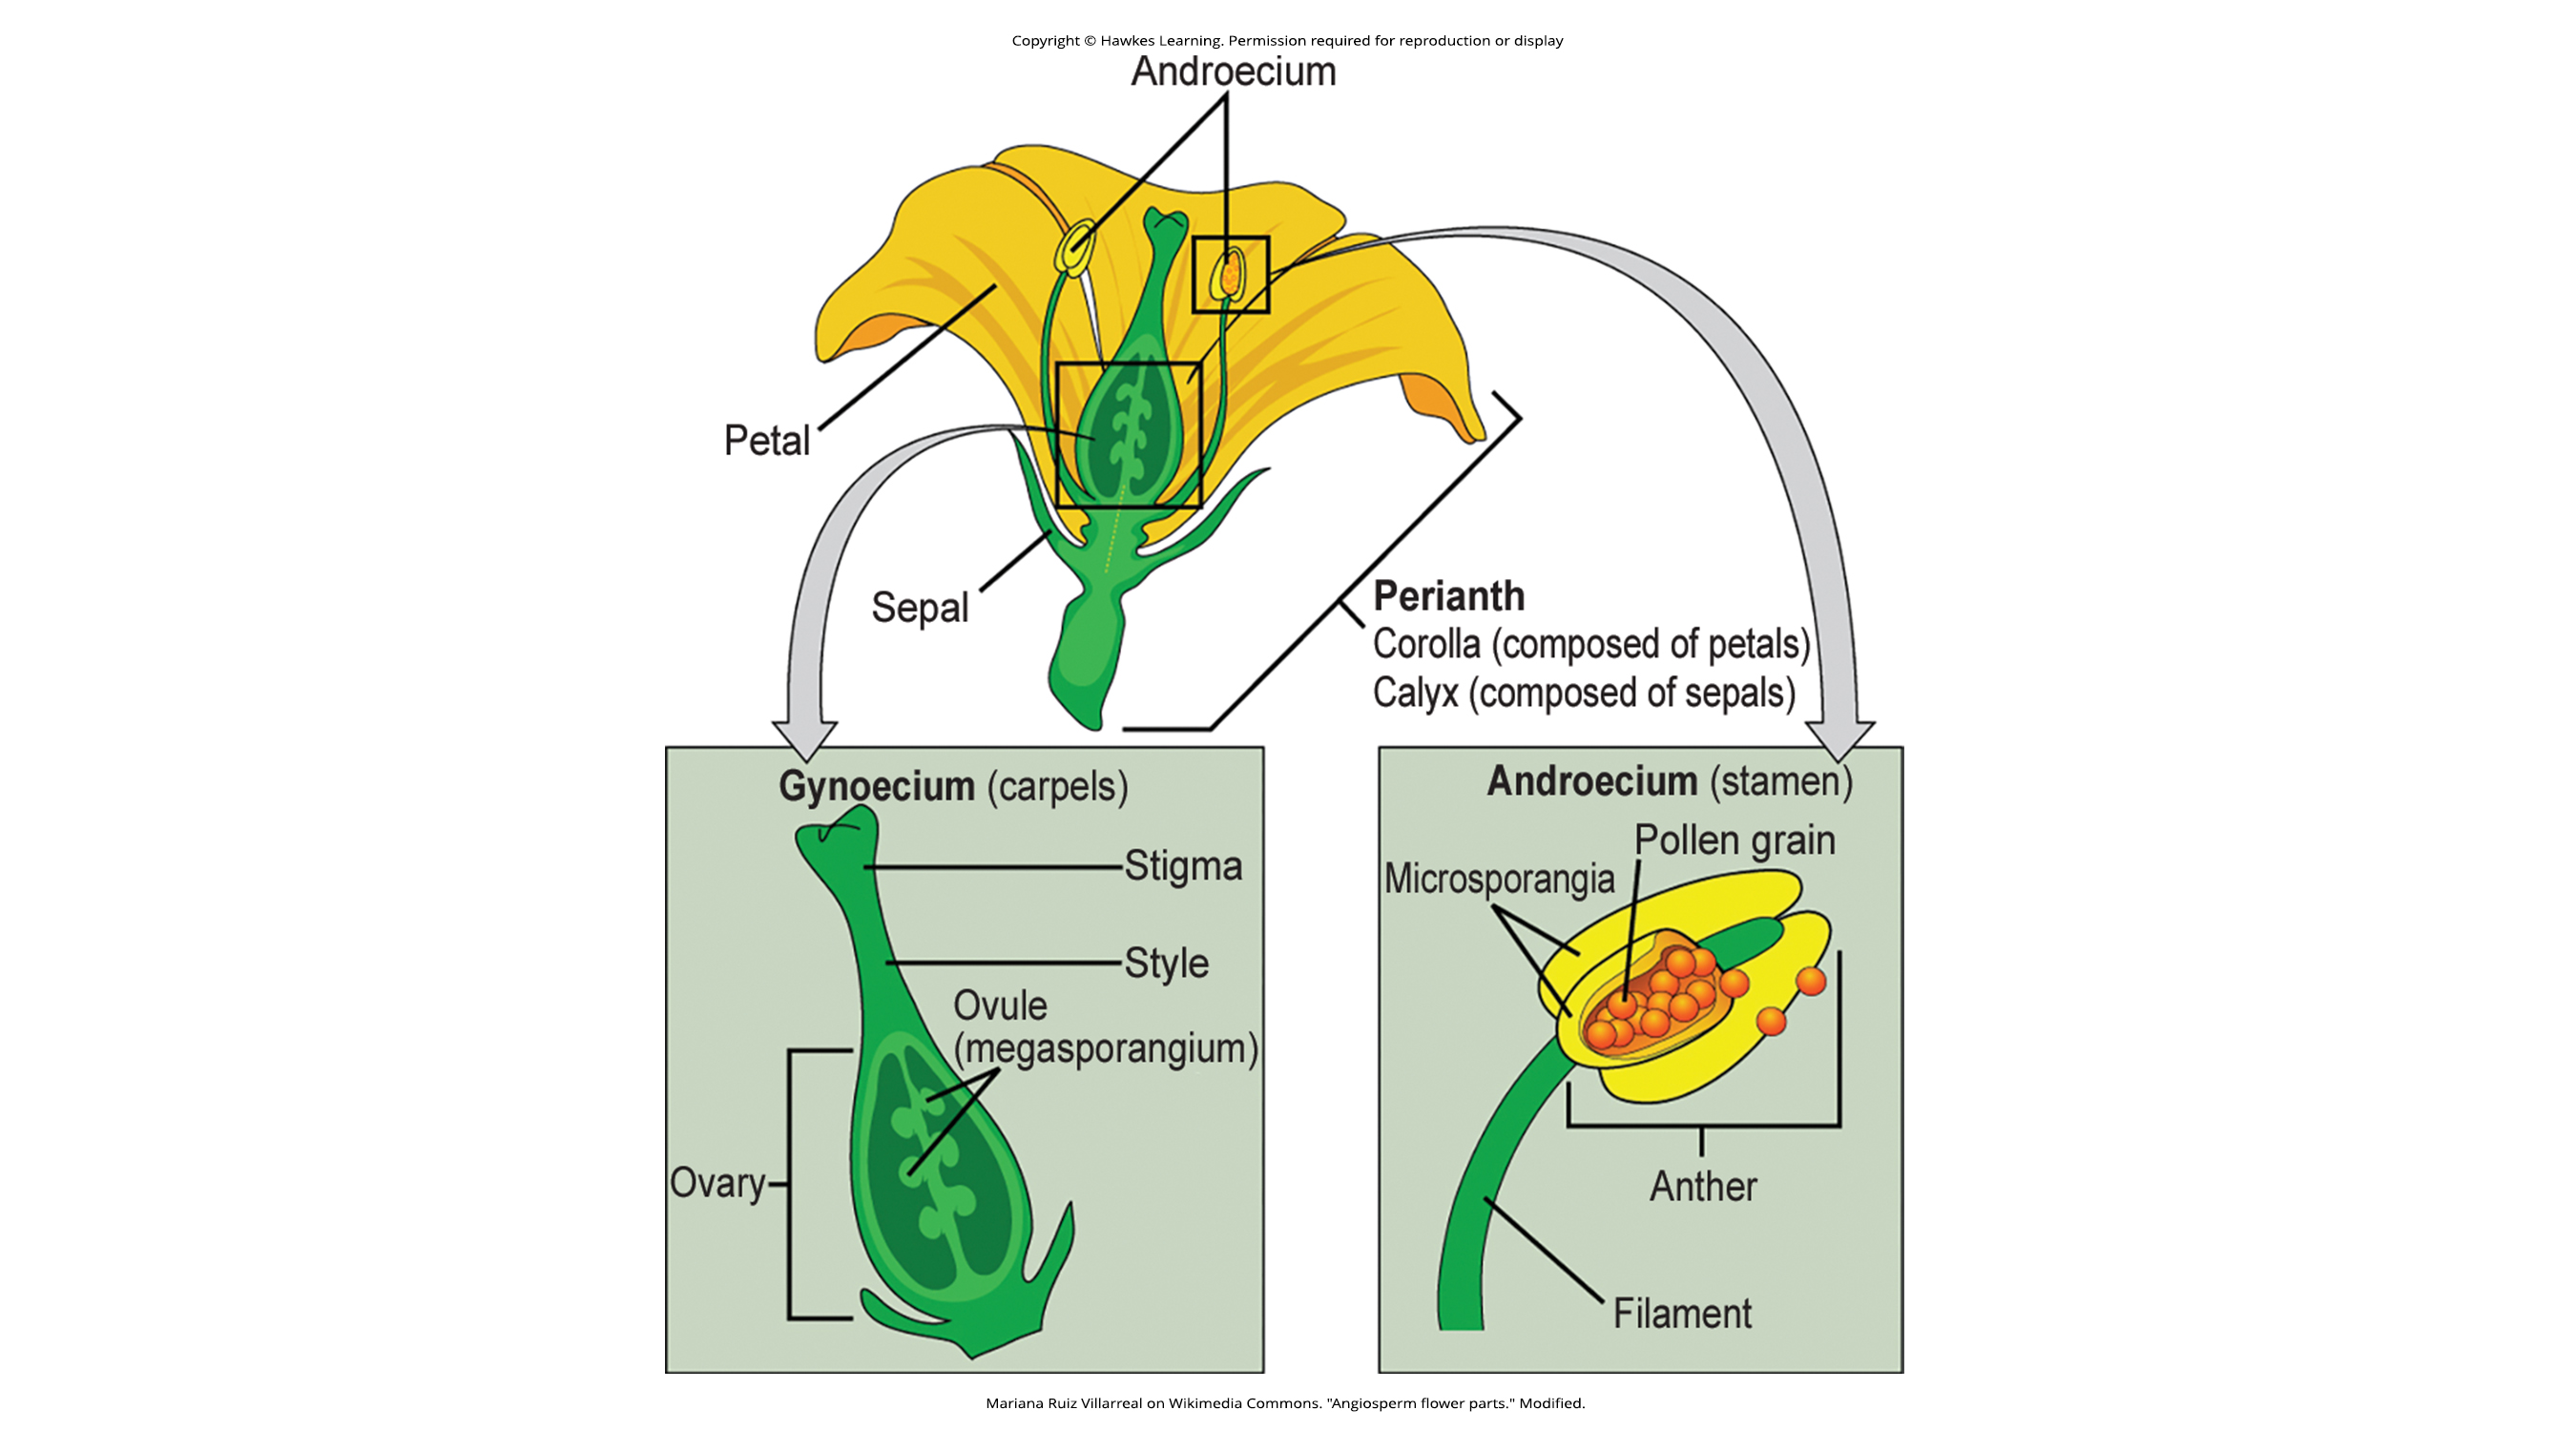 Copyright © Hawkes Learning. Permission required for reproduction or display
Androecium
Petal
Sepal
Perianth
Corolla (composed of petals)
Calyx (composed of sepals)
Gynoecium (carpels)
Stigma
Style
Ovule
(megasporangium)
Ovary
Androecium (stamen)
Pollen grain
Microsporangia
Anther
Filament
Mariana Ruiz Villarreal on Wikimedia Commons. "Angiosperm flower parts." Modified.